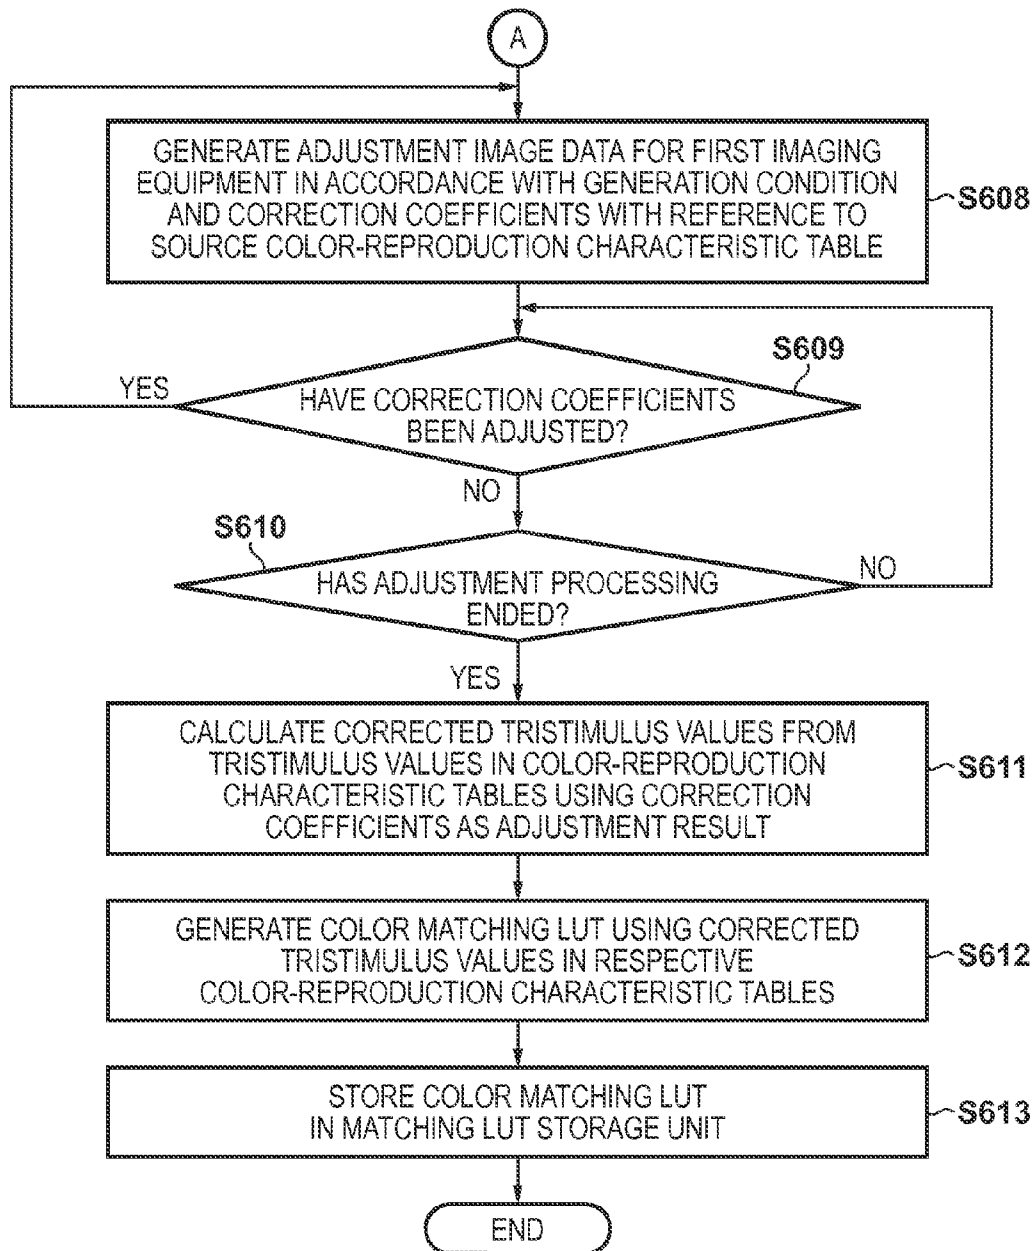 A
GENERATE ADJUSTMENT IMAGE DATA FOR FIRST IMAGING
EQUIPMENT IN ACCORDANCE WITH GENERATION CONDITION
AND CORRECTION COEFFICIENTS WITH REFERENCE TO
SOURCE COLOR-REPRODUCTION CHARACTERISTIC TABLE
S608
S609
YES
HAVE CORRECTION COEFFICIENTS
BEEN ADJUSTED?
NO
S610
HAS ADJUSTMENT PROCESSING
ENDED?
NO
YES
CALCULATE CORRECTED TRISTIMULUS VALUES FROM
TRISTIMULUS VALUES IN COLOR-REPRODUCTION
CHARACTERISTIC TABLES USING CORRECTION
COEFFICIENTS AS ADJUSTMENT RESULT
S611
GENERATE COLOR MATCHING LUT USING CORRECTED
TRISTIMULUS VALUES IN RESPECTIVE
COLOR-REPRODUCTION CHARACTERISTIC TABLES
S612
STORE COLOR MATCHING LUT
IN MATCHING LUT STORAGE UNIT
S613
END